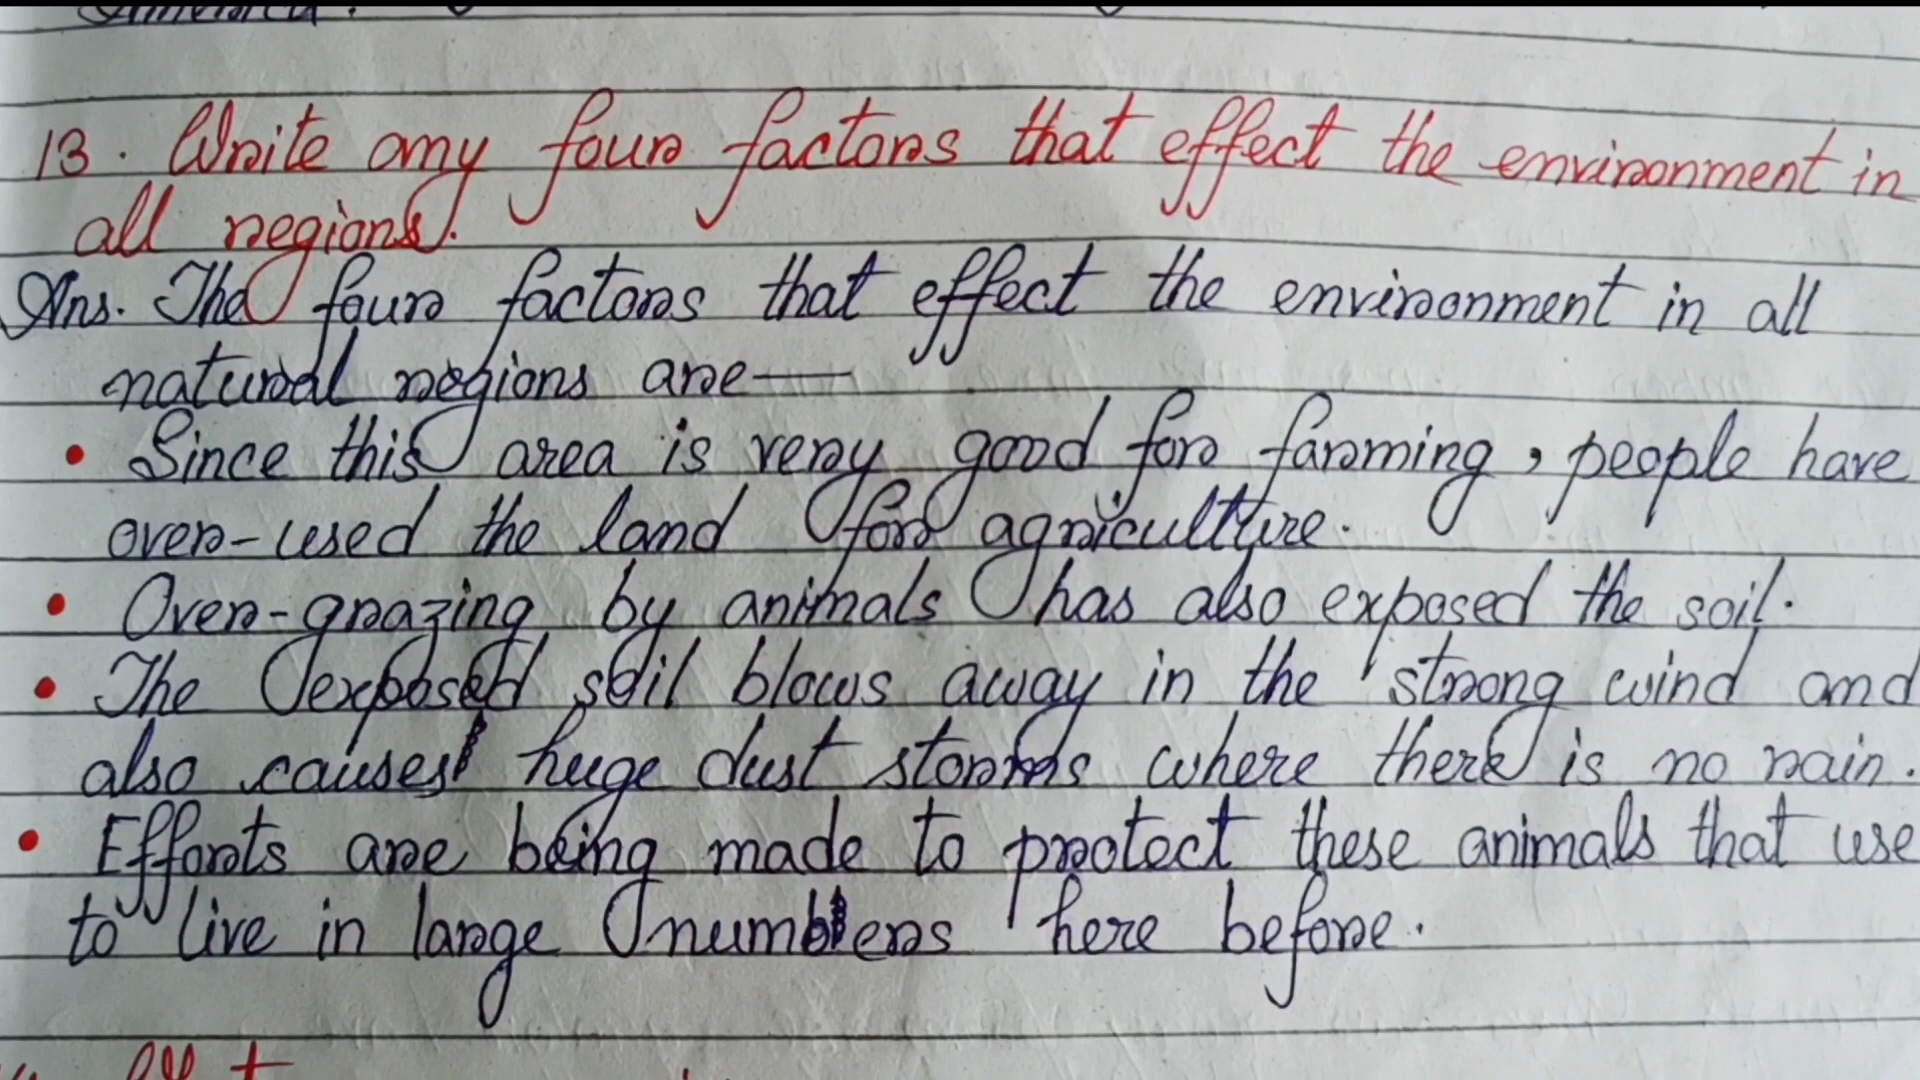 13. Write any four factors that effect the environment in
all regions.
Ans. The four factors that effect the environment in all
natural regions are —
• Since this area is very good for farming, people have
over-used the land for agriculture.
• Over-grazing by animals has also exposed the soil.
• The exposed soil blows away in the strong wind and
also causes huge dust storms where there is no rain.
• Efforts are being made to protect these animals that use
to live in large numbers here before.